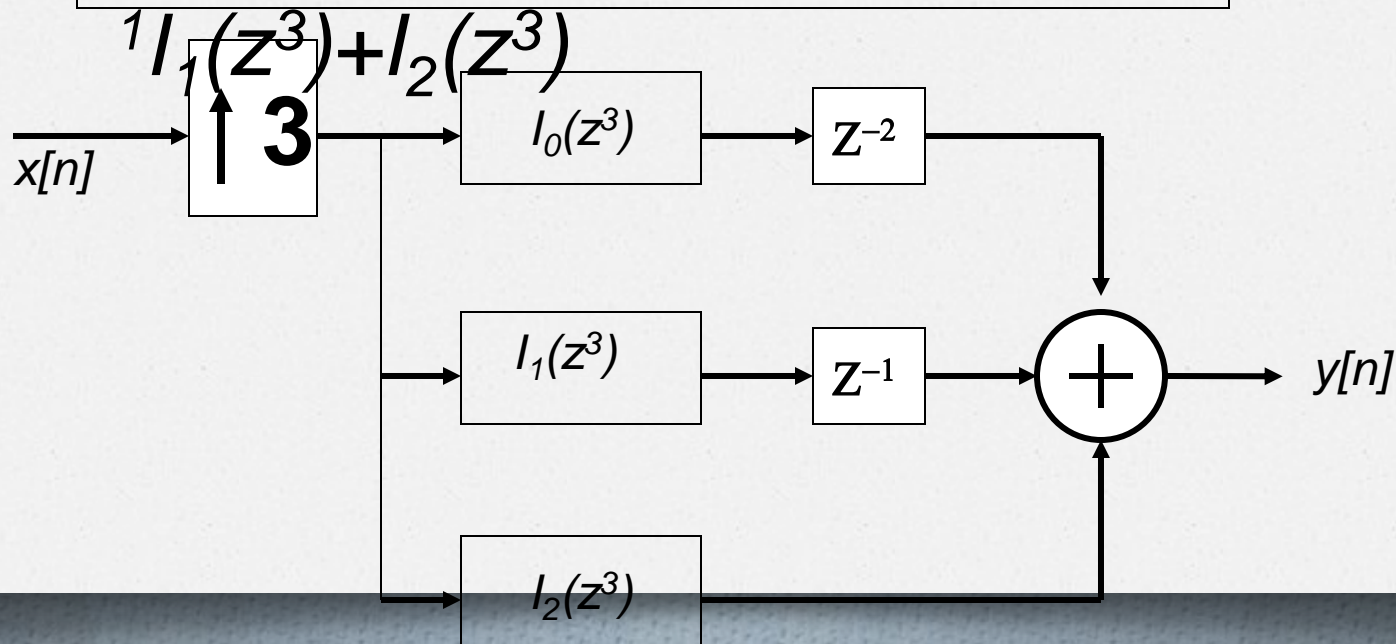 ¹I₁(z³)+I₂(z³)
↑ 3
I₀(z³)
z⁻²
x[n]
I₁(z³)
z⁻¹
+
y[n]
I₂(z³)